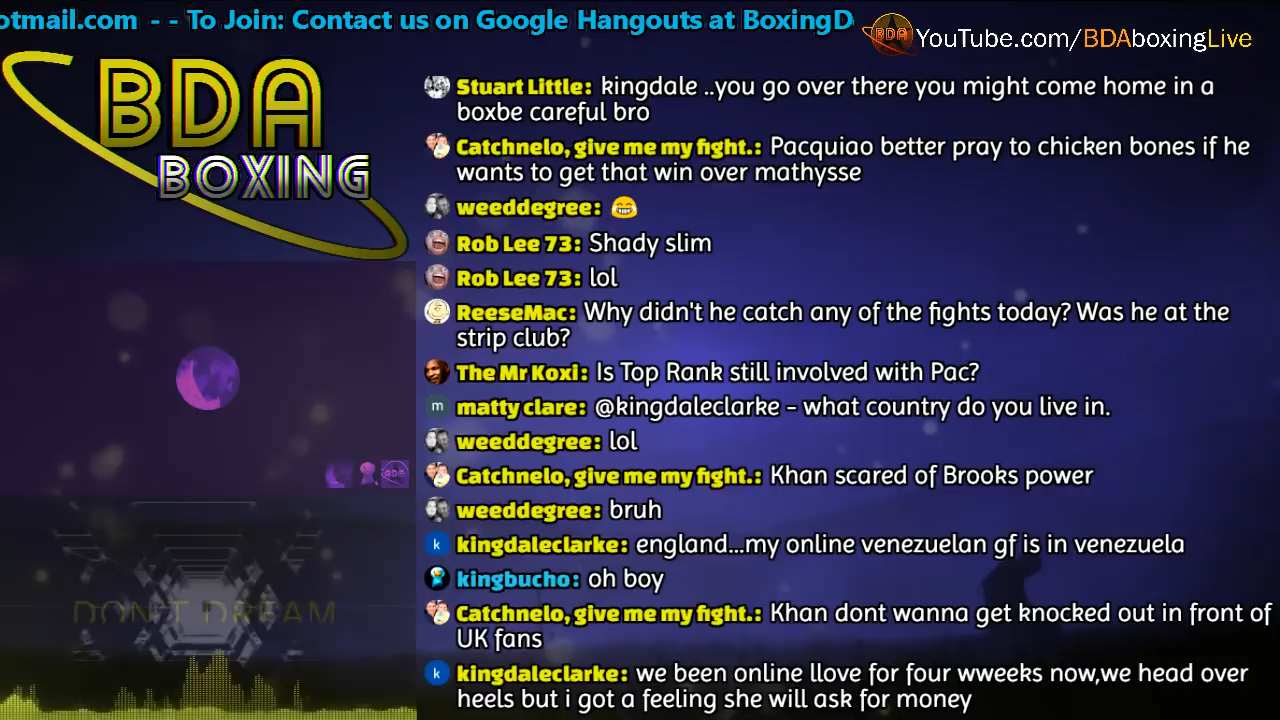 otmail.com - - To Join: Contact us on Google Hangouts at BoxingD
YouTube.com/BDAboxingLive
BDA
BDA
BOXING
Stuart Little: kingdale ..you go over there you might come home in a
boxbe careful bro
Catchnelo, give me my fight.: Pacquiao better pray to chicken bones if he
wants to get that win over mathysse
weeddegree: 😁
Rob Lee 73: Shady slim
Rob Lee 73: lol
ReeseMac: Why didn't he catch any of the fights today? Was he at the
strip club?
The Mr Koxi: Is Top Rank still involved with Pac?
m
matty clare: @kingdaleclarke - what country do you live in.
weeddegree: lol
Catchnelo, give me my fight.: Khan scared of Brooks power
weeddegree: bruh
k
kingdaleclarke: england...my online venezuelan gf is in venezuela
kingbucho: oh boy
Catchnelo, give me my fight.: Khan dont wanna get knocked out in front of
UK fans
k
kingdaleclarke: we been online llove for four wweeks now,we head over
heels but i got a feeling she will ask for money
BDA
DON'T DREAM